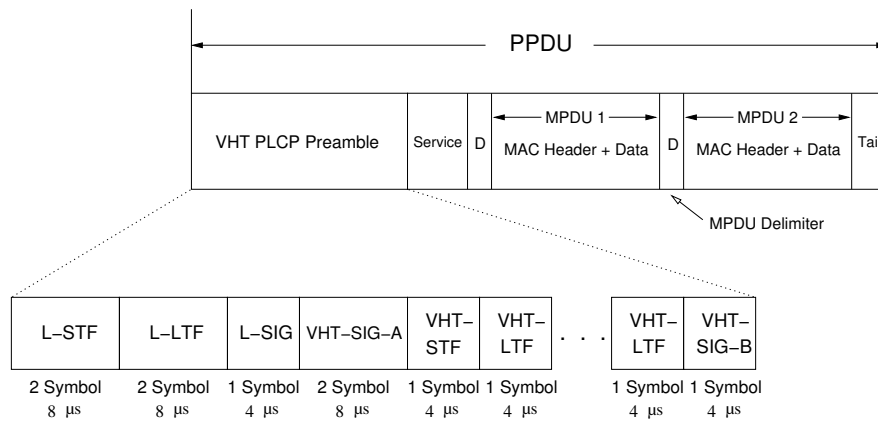 PPDU
VHT PLCP Preamble
Service
D
MPDU 1
MAC Header + Data
D
MPDU 2
MAC Header + Data
Tai
MPDU Delimiter
L-STF
L-LTF
L-SIG
VHT-SIG-A
VHT-
STF
VHT-
LTF
. . .
VHT-
LTF
VHT-
SIG-B
2 Symbol
8 μs
2 Symbol
8 μs
1 Symbol
4 μs
2 Symbol
8 μs
1 Symbol
4 μs
1 Symbol
4 μs
1 Symbol
4 μs
1 Symbol
4 μs